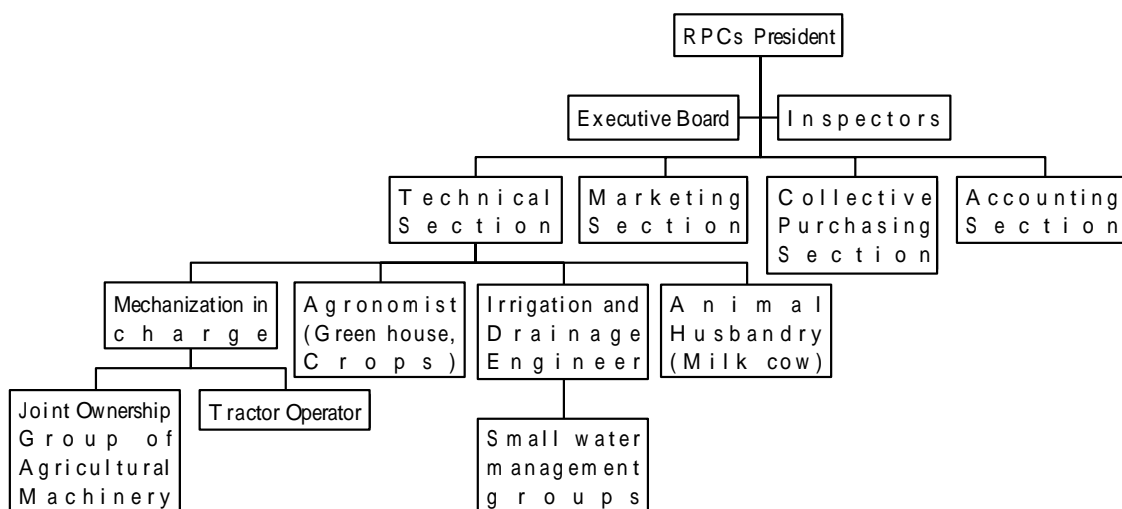 RPCs President
Executive Board
Inspectors
Technical
Section
Marketing
Section
Collective
Purchasing
Section
Accounting
Section
Mechanization in
charge
Agronomist
(Green house,
Crops)
Irrigation and
Drainage
Engineer
Animal
Husbandry
(Milk cow)
Joint Ownership
Group of
Agricultural
Machinery
Tractor Operator
Small water
management
groups